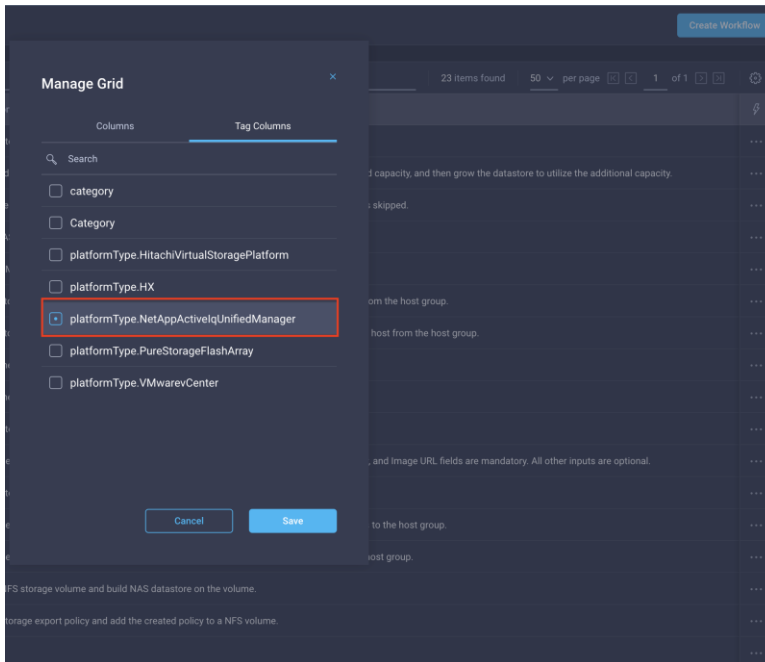 Create Workflow
Manage Grid
23 items found 50 per page 1 of 1
Columns Tag Columns
Search
category
d capacity, and then grow the datastore to utilize the additional capacity.
s skipped.
Category
platformType.HitachiVirtualStoragePlatform
platformType.HX
om the host group.
platformType.NetAppActiveIqUnifiedManager
host from the host group.
platformType.PureStorageFlashArray
platformType.VMwarevCenter
, and Image URL fields are mandatory. All other inputs are optional.
Cancel Save
to the host group.
ost group.
NFS storage volume and build NAS datastore on the volume.
torage export policy and add the created policy to a NFS volume.